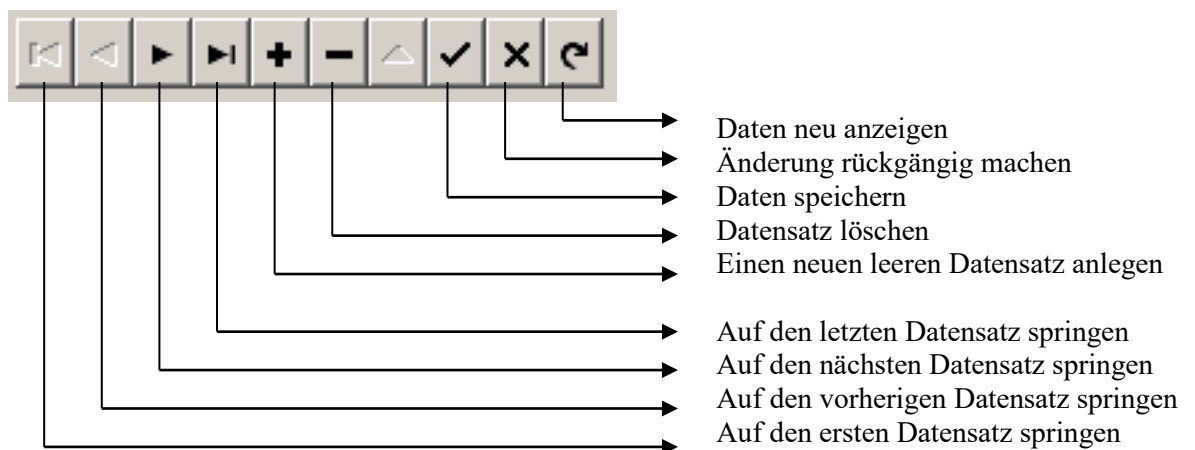 Daten neu anzeigen
Änderung rückgängig machen
Daten speichern
Datensatz löschen
Einen neuen leeren Datensatz anlegen
Auf den letzten Datensatz springen
Auf den nächsten Datensatz springen
Auf den vorherigen Datensatz springen
Auf den ersten Datensatz springen